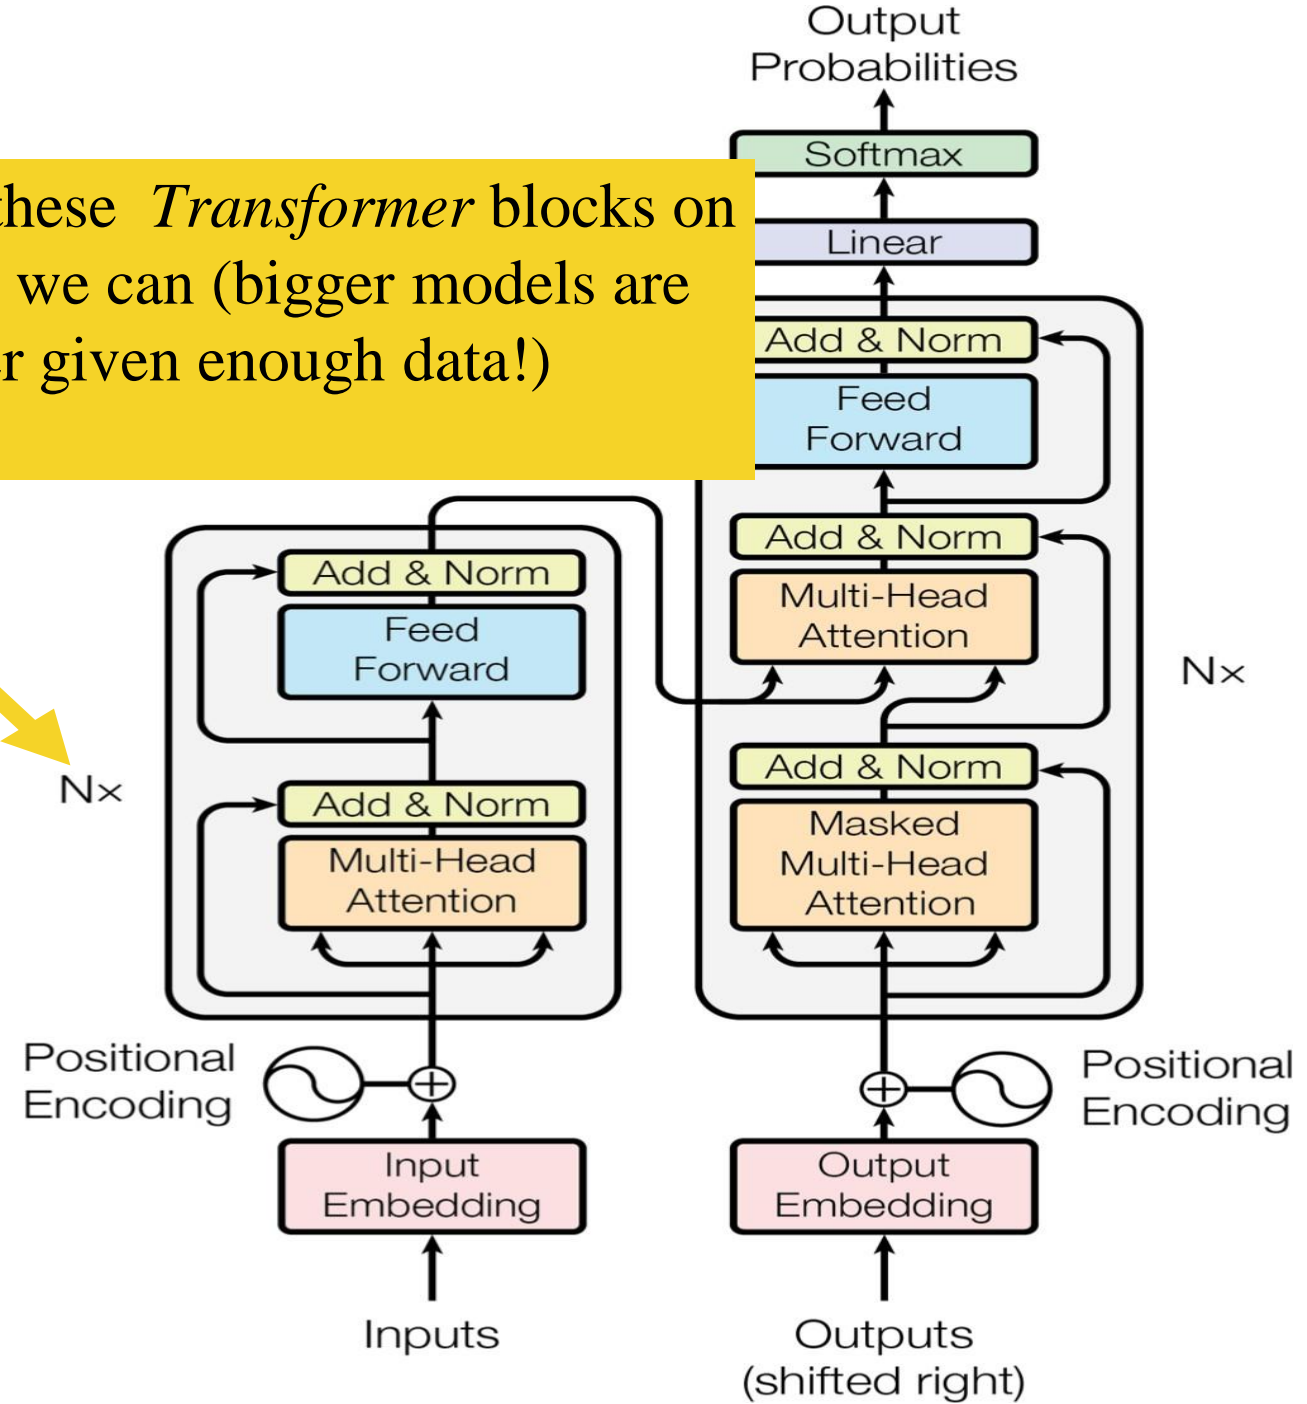 Output
Probabilities
Softmax
these Transformer blocks on
we can (bigger models are
given enough data!)
Linear
Add & Norm
Feed
Forward
Add & Norm
Multi-Head
Attention
Nx
Add & Norm
Masked
Multi-Head
Attention
Add & Norm
Feed
Forward
Nx
Add & Norm
Multi-Head
Attention
Positional
Encoding
Positional
Encoding
Input
Embedding
Output
Embedding
Inputs
Outputs
(shifted right)